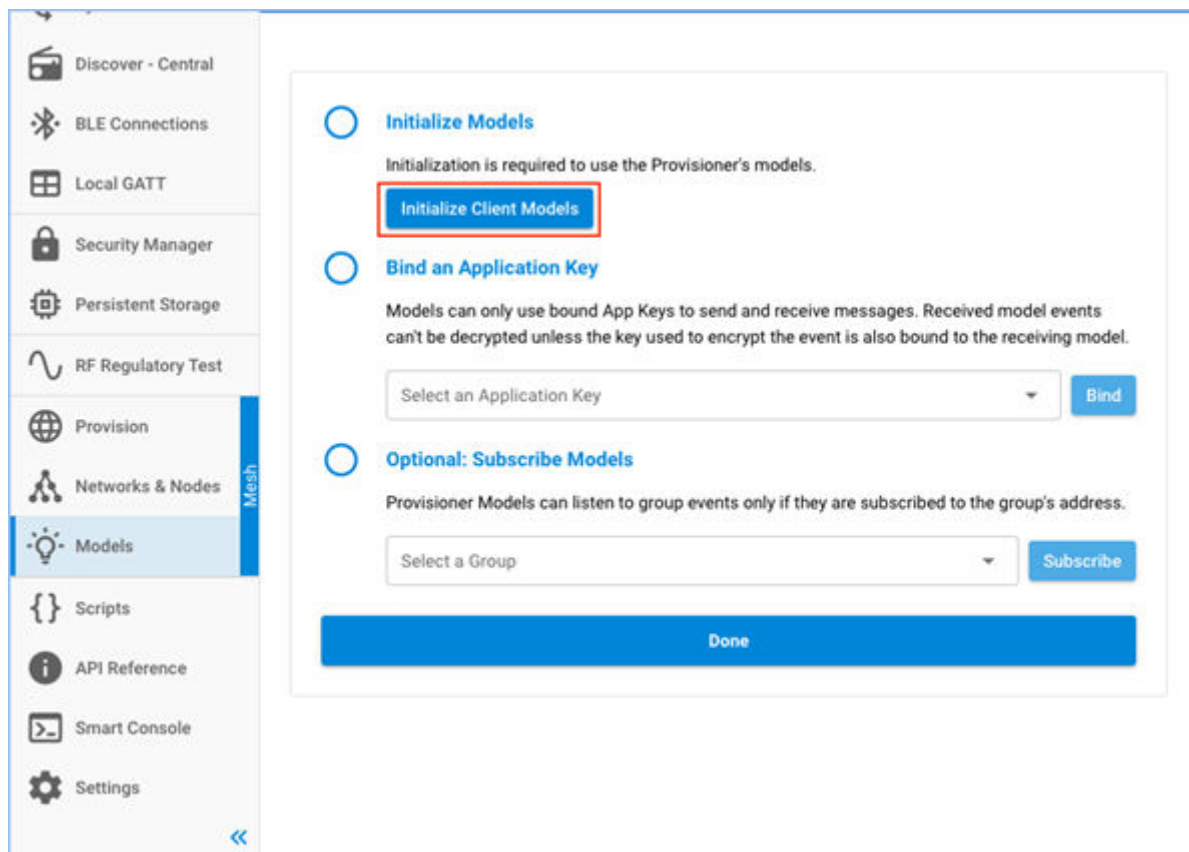 Discover - Central
BLE Connections
Local GATT
Security Manager
Persistent Storage
RF Regulatory Test
Provision
Networks & Nodes
Models
Mesh
Scripts
API Reference
Smart Console
Settings
Initialize Models
Initialization is required to use the Provisioner's models.
Initialize Client Models
Bind an Application Key
Models can only use bound App Keys to send and receive messages. Received model events
can't be decrypted unless the key used to encrypt the event is also bound to the receiving model.
Select an Application Key
Bind
Optional: Subscribe Models
Provisioner Models can listen to group events only if they are subscribed to the group's address.
Select a Group
Subscribe
Done